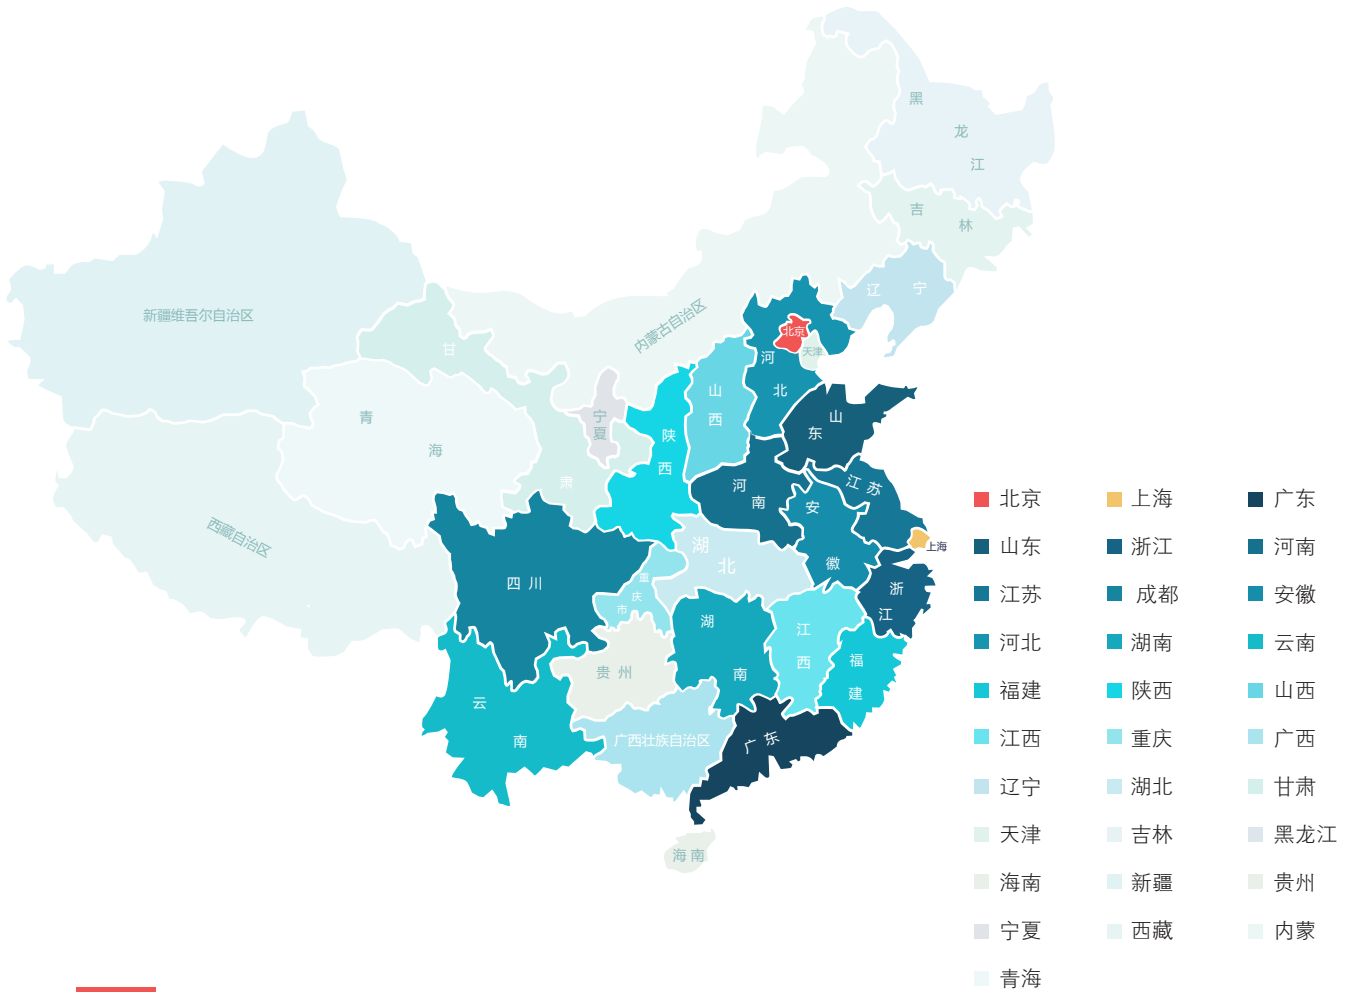 黑
龙
江
吉
林
辽
宁
新疆维吾尔自治区
内蒙古自治区
北京
天津
甘
河
北
山
西
青
海
宁
夏
山
东
陕
西
肃
河
南
江苏
安
徽
上海
西藏自治区
湖
北
四川
重
庆
市
浙
江
湖
南
江
西
福
建
贵州
云
南
广西壮族自治区
广东
海南
北京 上海 广东
山东 浙江 河南
江苏 成都 安徽
河北 湖南 云南
福建 陕西 山西
江西 重庆 广西
辽宁 湖北 甘肃
天津 吉林 黑龙江
海南 新疆 贵州
宁夏 西藏 内蒙
青海